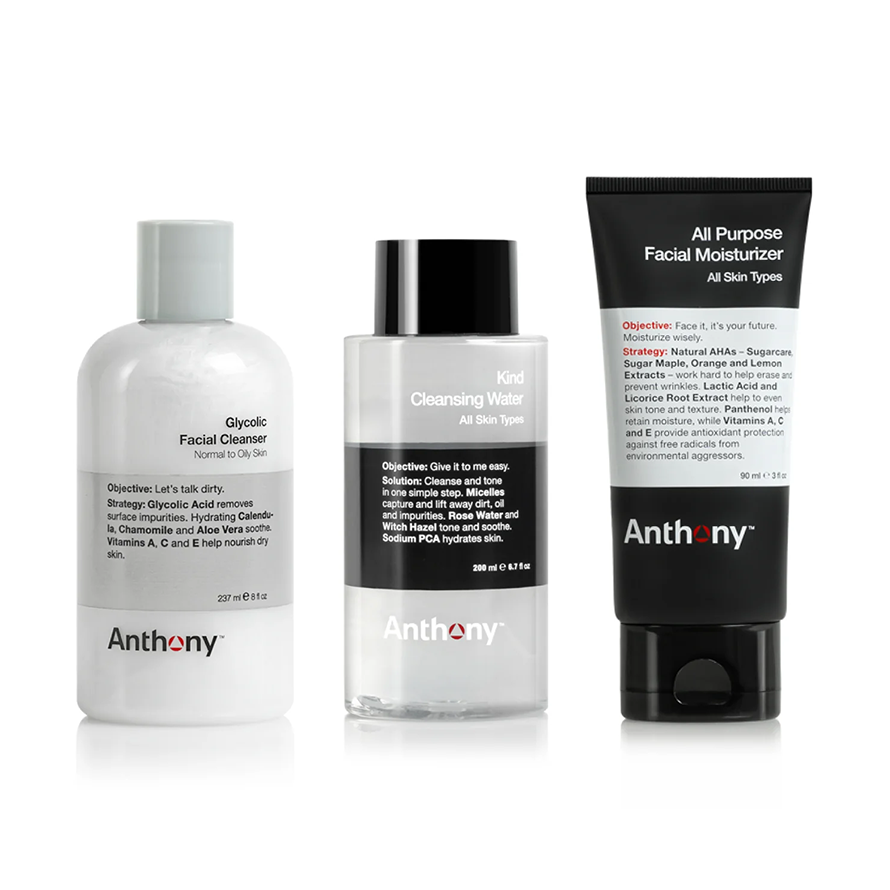 Glycolic
Facial Cleanser
Normal to Oily Skin
Objective: Let's talk dirty.
Strategy: Glycolic Acid removes
surface impurities. Hydrating Calendu-
la, Chamomile and Aloe Vera soothe.
Vitamins A, C and E help nourish dry
skin.
237 ml ℮ 8 fl oz
Anthony™
Kind
Cleansing Water
All Skin Types
Objective: Give it to me easy.
Solution: Cleanse and tone
in one simple step. Micelles
capture and lift away dirt, oil
and impurities. Rose Water and
Witch Hazel tone and soothe.
Sodium PCA hydrates skin.
200 ml ℮ 6.7 fl oz
Anthony™
All Purpose
Facial Moisturizer
All Skin Types
Objective: Face it, it's your future.
Moisturize wisely.
Strategy: Natural AHAs – Sugarcare,
Sugar Maple, Orange and Lemon
Extracts – work hard to help erase and
prevent wrinkles. Lactic Acid and
Licorice Root Extract help to even
skin tone and texture. Panthenol helps
retain moisture, while Vitamins A, C
and E provide antioxidant protection
against free radicals from
environmental aggressors.
90 ml ℮ 3 fl oz
Anthony™